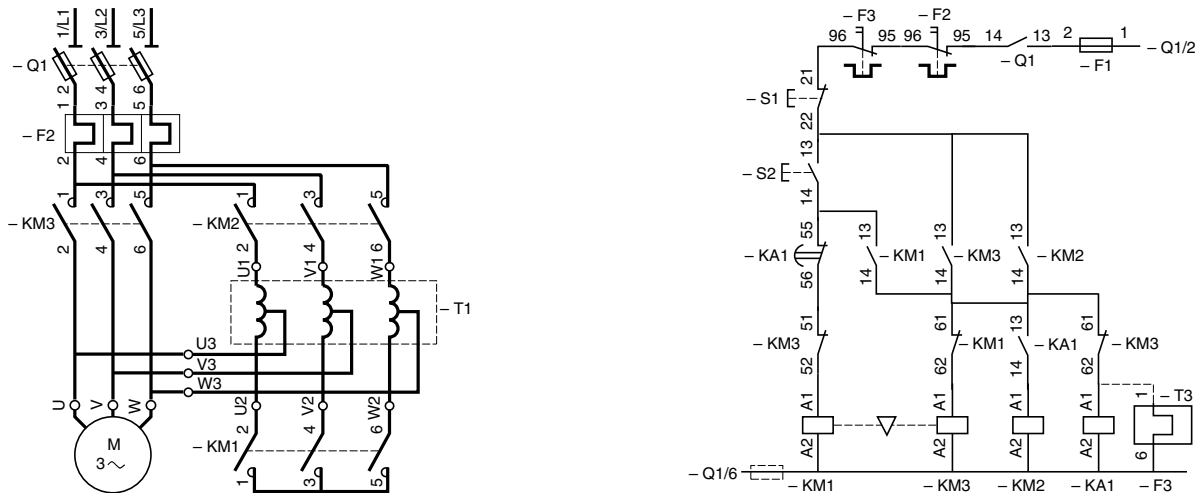 1/L1 3/L2 5/L3
– Q1
2 4 6
1 3 5
– F2
2 4 6
1 3 5 1 3 5
– KM3 – KM2
2 4 6 2 4 6
U1 V1 W1
– T1
U3
V3
W3
U V W U2 V2 W2
2 4 6
M
3
– KM1
1 3 5
– F3 – F2
96 95 96 95 14 13 2 1
– Q1 – F1 – Q1/2
21
– S1
22
13
– S2
14
55 13 13 13
– KA1 – KM1 – KM3 – KM2
56 14 14 14
51 61 13 61
– KM3 – KM1 – KA1 – KM3
52 62 14 62
A1 A1 A1 A1 1 – T3
A2 A2 A2 A2 6
– Q1/6
– KM1 – KM3 – KM2 – KA1 – F3